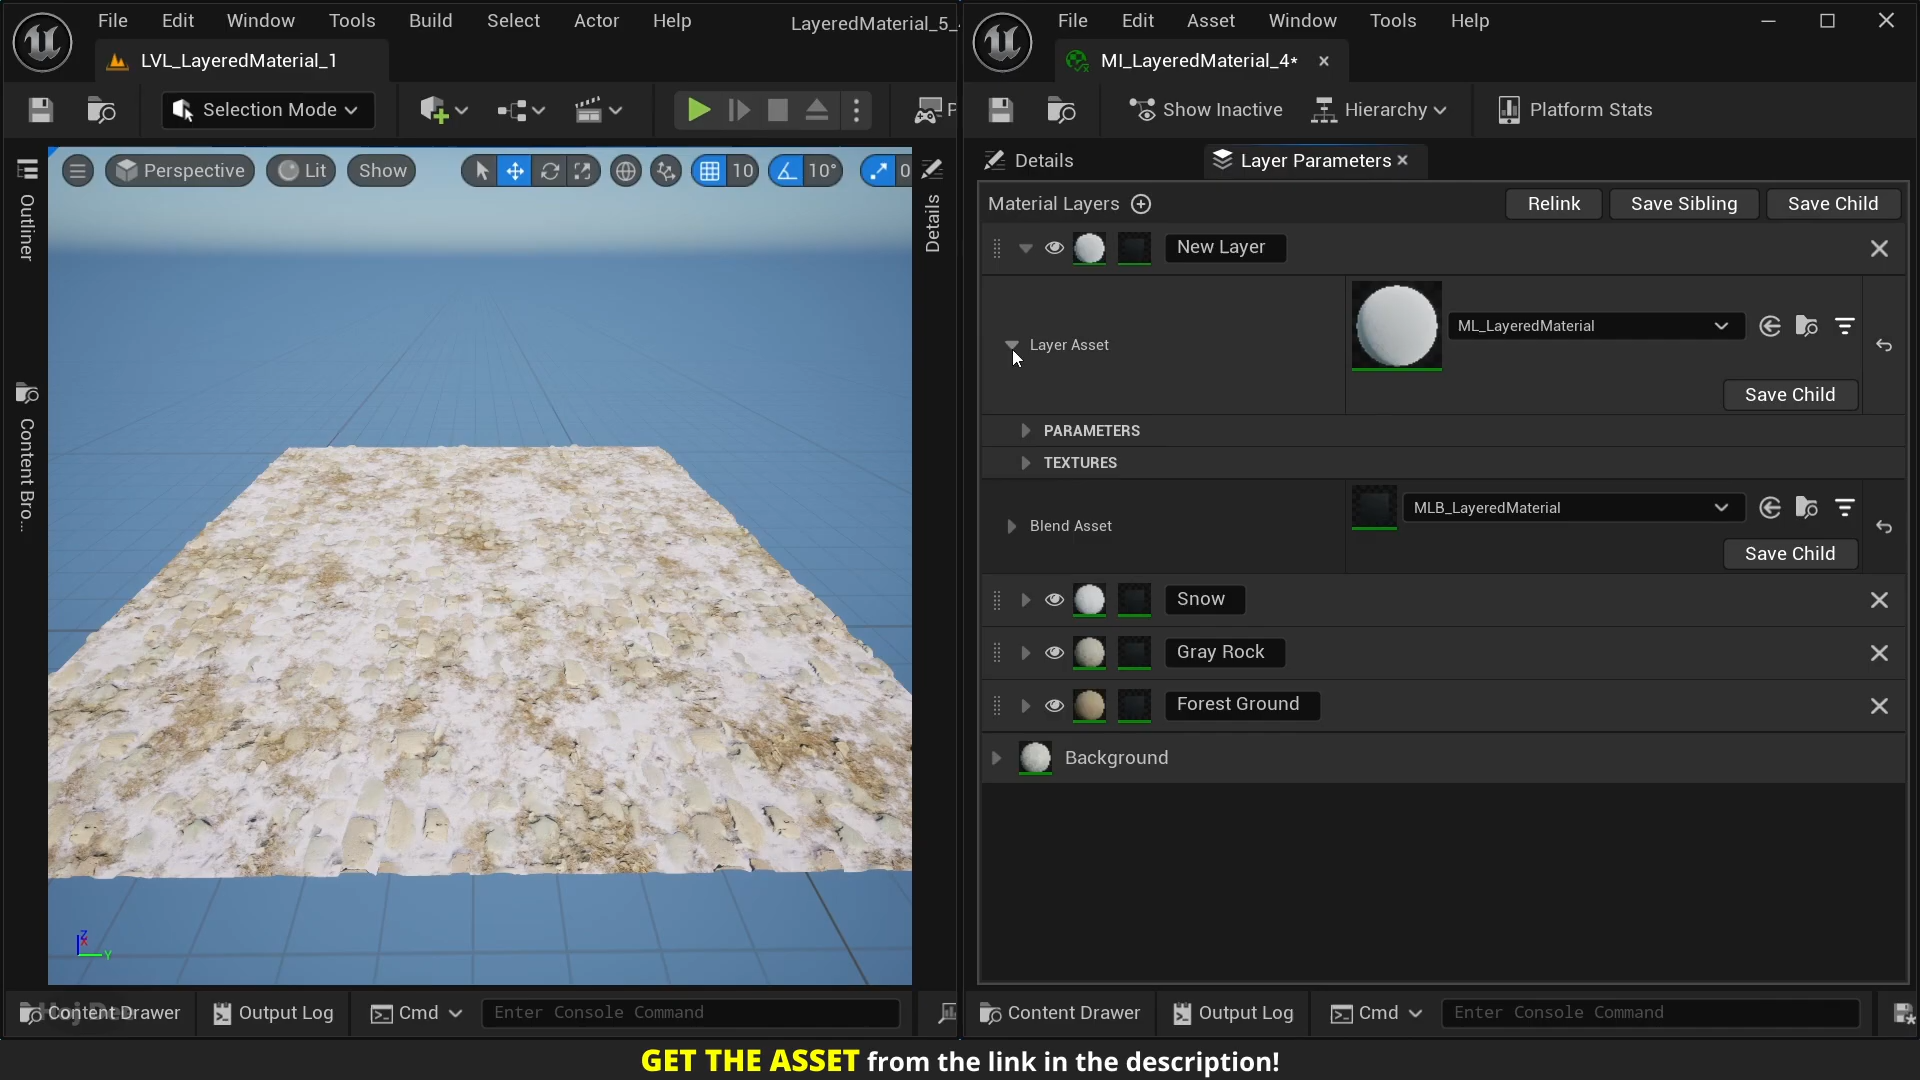 File Edit Window Tools Build Select Actor Help
LayeredMaterial_5_
LVL_LayeredMaterial_1
Selection Mode
Perspective Lit Show 10 10° 0
Outliner
Content Bro...
Details
Content Drawer Output Log Cmd Enter Console Command
File Edit Asset Window Tools Help
MI_LayeredMaterial_4*
Show Inactive Hierarchy Platform Stats
Details Layer Parameters
Material Layers Relink Save Sibling Save Child
New Layer
Layer Asset ML_LayeredMaterial
Save Child
PARAMETERS
TEXTURES
Blend Asset MLB_LayeredMaterial
Save Child
Snow
Gray Rock
Forest Ground
Background
Content Drawer Output Log Cmd Enter Console Command
GET THE ASSET from the link in the description!